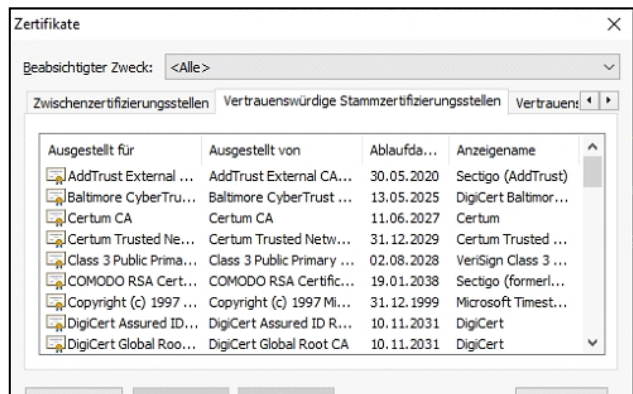 Zertifikate
Beabsichtigter Zweck: <Alle>
Zwischenzertifizierungsstellen Vertrauenswürdige Stammzertifizierungsstellen Vertrauens
Ausgestellt für Ausgestellt von Ablaufda... Anzeigename
AddTrust External ... AddTrust External CA... 30.05.2020 Sectigo (AddTrust)
Baltimore CyberTru... Baltimore CyberTrust ... 13.05.2025 DigiCert Baltimor...
Certum CA Certum CA 11.06.2027 Certum
Certum Trusted Ne... Certum Trusted Netw... 31.12.2029 Certum Trusted ...
Class 3 Public Prima... Class 3 Public Primary ... 02.08.2028 VeriSign Class 3 ...
COMODO RSA Cert... COMODO RSA Certific... 19.01.2038 Sectigo (formerl...
Copyright (c) 1997 ... Copyright (c) 1997 Mi... 31.12.1999 Microsoft Timest...
DigiCert Assured ID... DigiCert Assured ID R... 10.11.2031 DigiCert
DigiCert Global Roo... DigiCert Global Root CA 10.11.2031 DigiCert